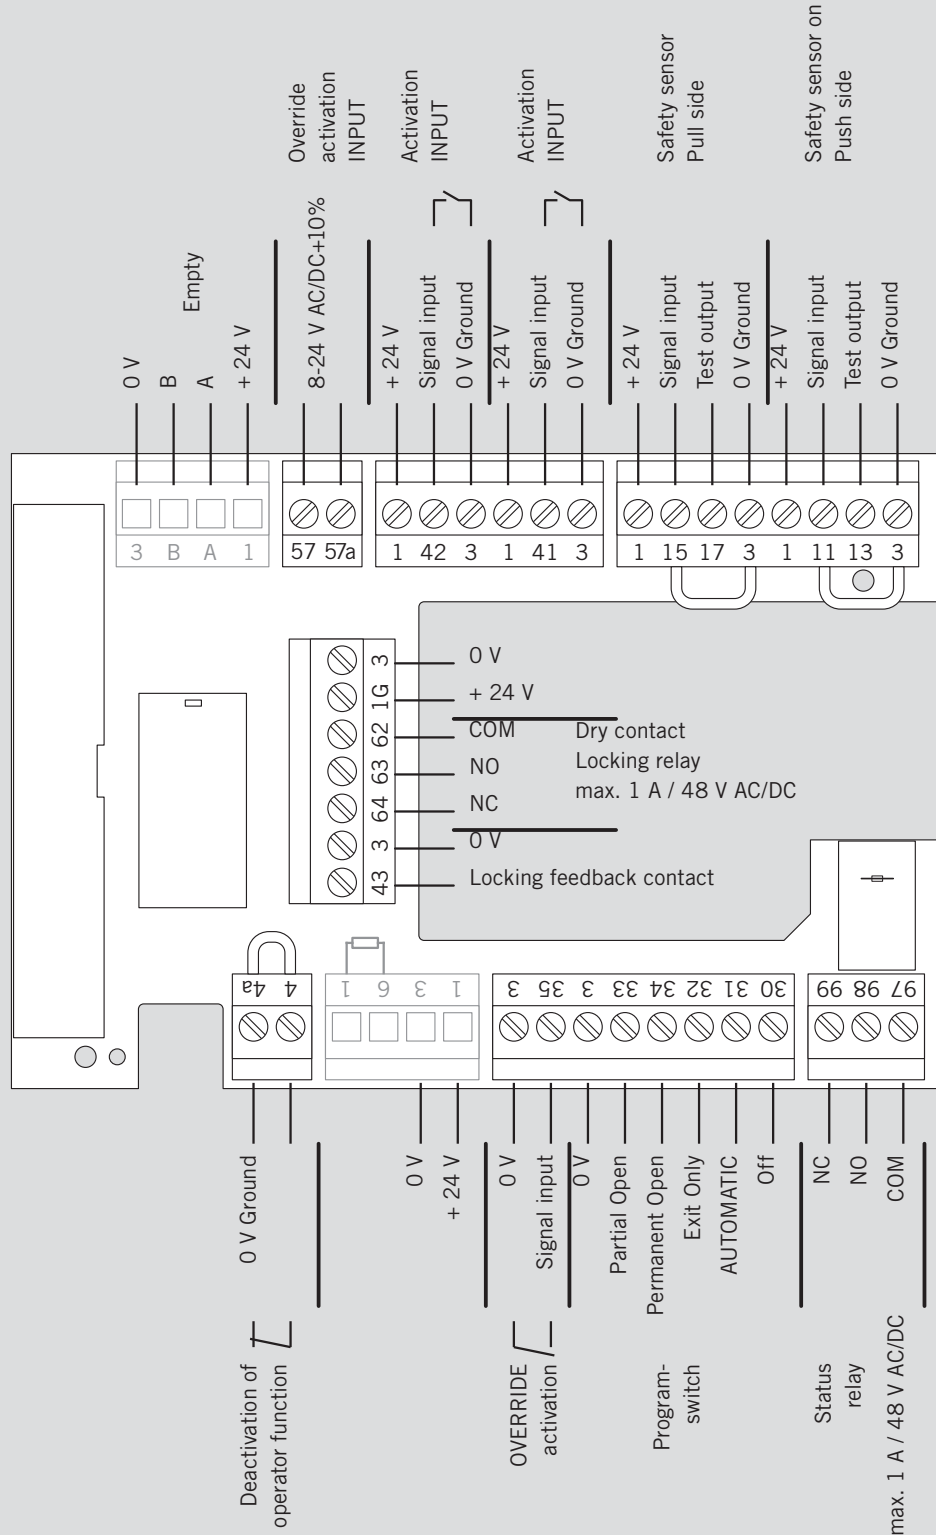 Override
activation
INPUT
Activation
INPUT
Activation
INPUT
Safety sensor
Pull side
Safety sensor on
Push side
0 V
B
A
Empty
+ 24 V
8-24 V AC/DC+10%
+ 24 V
Signal input
0 V Ground
+ 24 V
Signal input
0 V Ground
+ 24 V
Signal input
Test output
0 V Ground
+ 24 V
Signal input
Test output
0 V Ground
3 B A 1
57 57a
1 42 3 1 41 3
1 15 17 3 1 11 13 3
3 0 V
1G + 24 V
62 COM
63 NO
64 NC
Dry contact
Locking relay
max. 1 A / 48 V AC/DC
3 0 V
43 Locking feedback contact
4a 4
1 6 3 1
3 35 3 33 34 32 31 30
99 98 97
0 V Ground
0 V
+ 24 V
0 V
Signal input
0 V
Partial Open
Permanent Open
Exit Only
AUTOMATIC
Off
NC
NO
COM
Deactivation of
operator function
OVERRIDE
activation
Program-
switch
Status
relay
max. 1 A / 48 V AC/DC